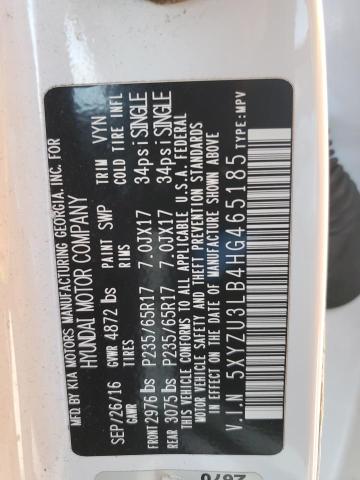 MFD. BY KIA MOTORS MANUFACTURING GEORGIA, INC. FOR
HYUNDAI MOTOR COMPANY
SEP/26/16 GVWR 4872 lbs PAINT SWP TRIM VYN
GAWR TIRES RIMS COLD TIRE INFL
FRONT 2976 lbs P235/65R17 7.0JX17 34psi SINGLE
REAR 3075 lbs P235/65R17 7.0JX17 34psi SINGLE
THIS VEHICLE CONFORMS TO ALL APPLICABLE U.S.A. FEDERAL
MOTOR VEHICLE SAFETY AND THEFT PREVENTION STANDARDS
IN EFFECT ON THE DATE OF MANUFACTURE SHOWN ABOVE.
V.I.N 5XYZU3LB4HG465185 TYPE:MPV